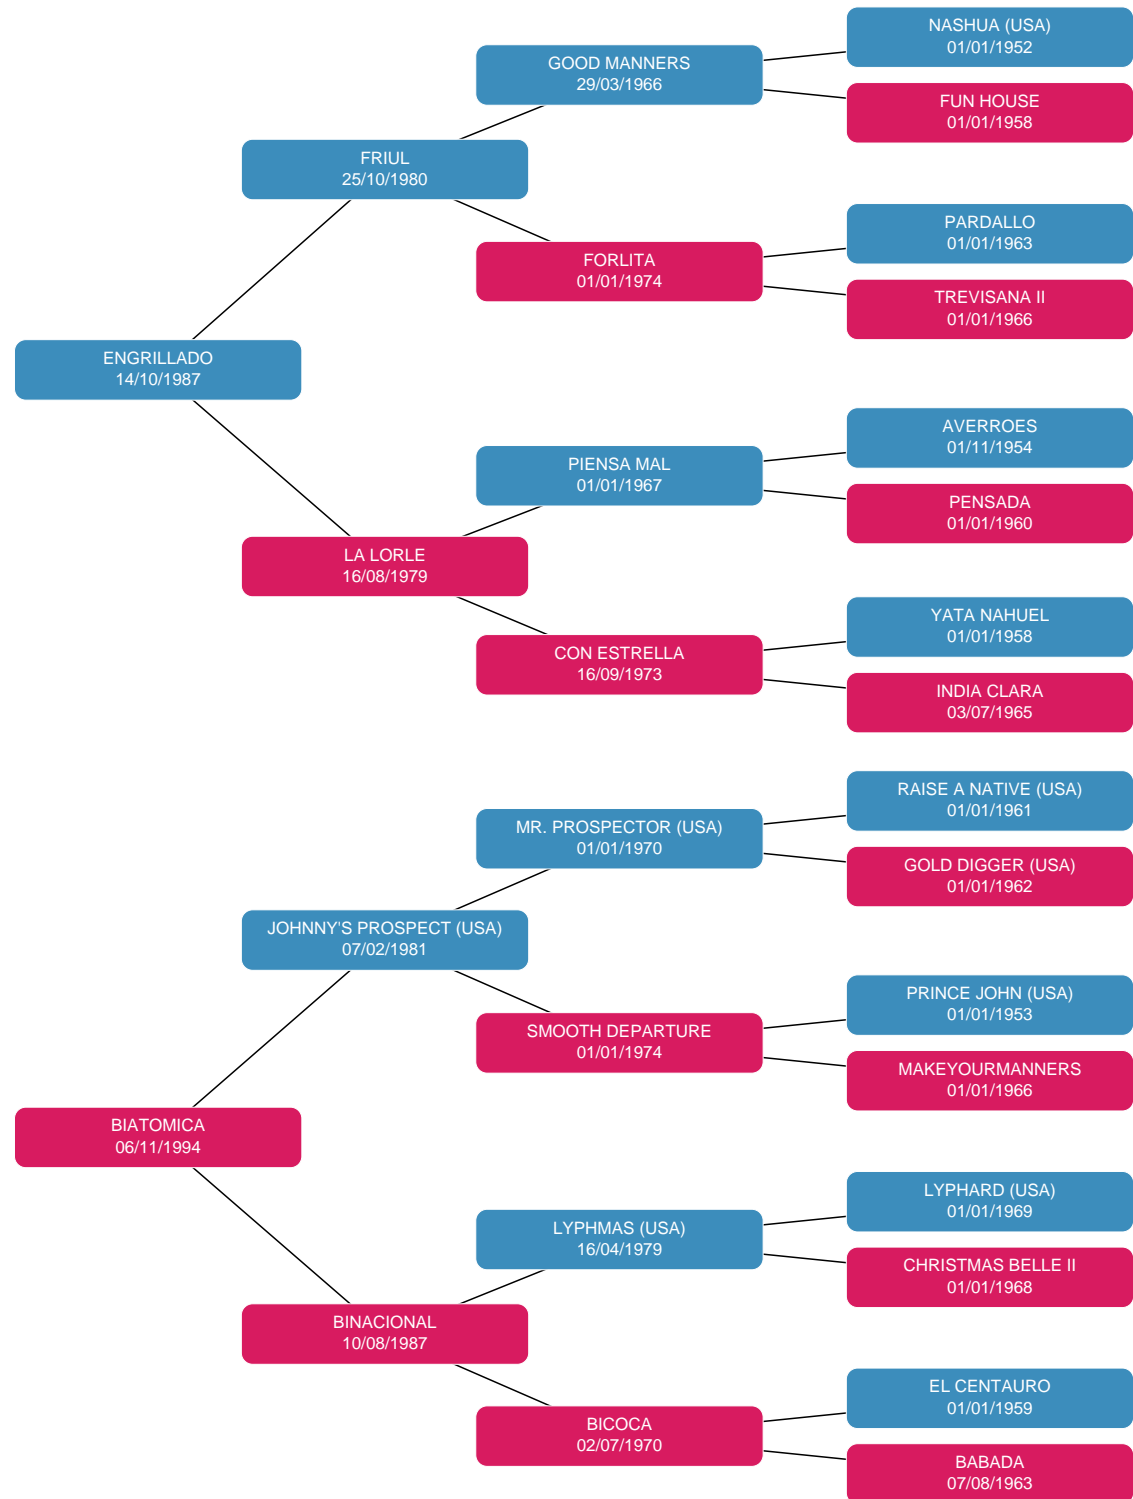 NASHUA (USA)
01/01/1952
GOOD MANNERS
29/03/1966
FUN HOUSE
01/01/1958
FRIUL
25/10/1980
PARDALLO
01/01/1963
FORLITA
01/01/1974
TREVISANA II
01/01/1966
ENGRILLADO
14/10/1987
AVERROES
01/11/1954
PIENSA MAL
01/01/1967
PENSADA
01/01/1960
LA LORLE
16/08/1979
YATA NAHUEL
01/01/1958
CON ESTRELLA
16/09/1973
INDIA CLARA
03/07/1965
RAISE A NATIVE (USA)
01/01/1961
MR. PROSPECTOR (USA)
01/01/1970
GOLD DIGGER (USA)
01/01/1962
JOHNNY'S PROSPECT (USA)
07/02/1981
PRINCE JOHN (USA)
01/01/1953
SMOOTH DEPARTURE
01/01/1974
MAKEYOURMANNERS
01/01/1966
BIATOMICA
06/11/1994
LYPHARD (USA)
01/01/1969
LYPHMAS (USA)
16/04/1979
CHRISTMAS BELLE II
01/01/1968
BINACIONAL
10/08/1987
EL CENTAURO
01/01/1959
BICOCA
02/07/1970
BABADA
07/08/1963